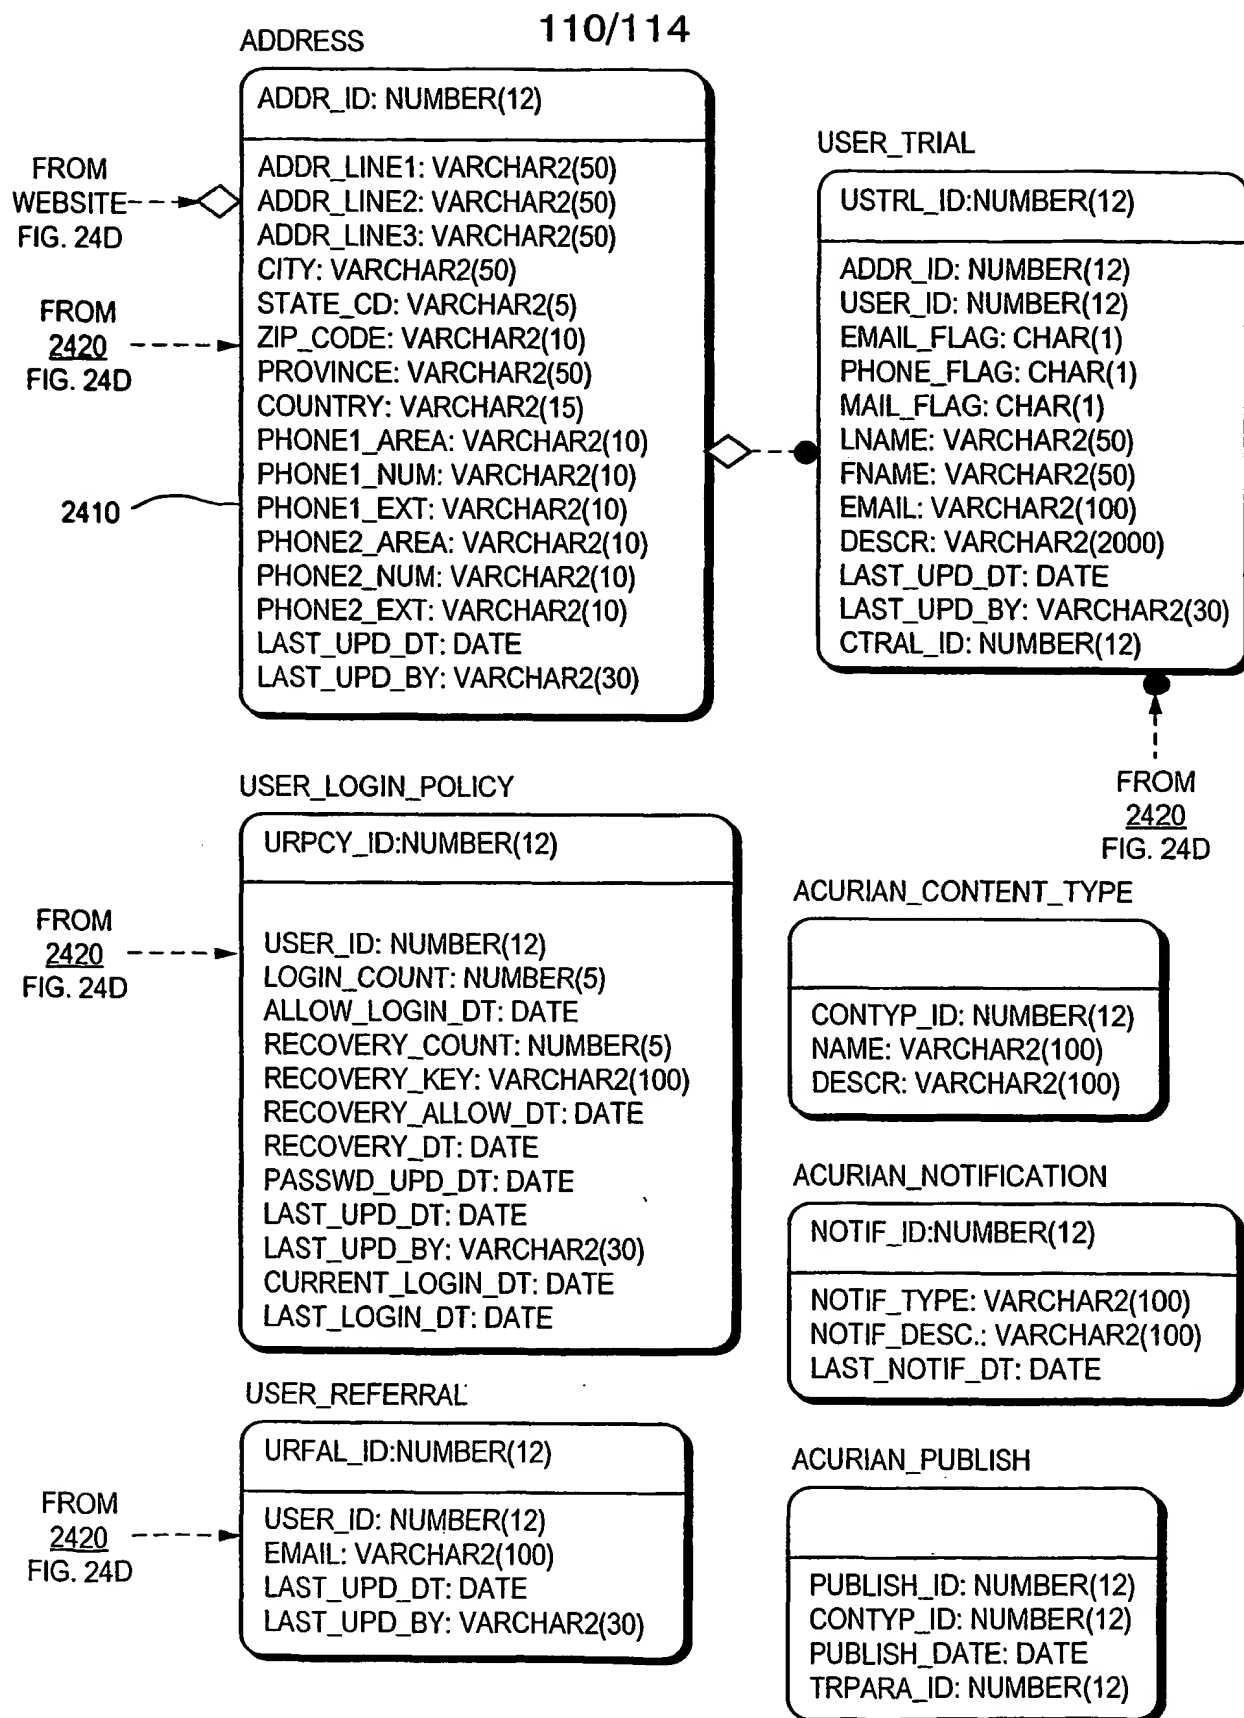 110/114
ADDRESS
ADDR_ID: NUMBER(12)
ADDR_LINE1: VARCHAR2(50)
ADDR_LINE2: VARCHAR2(50)
ADDR_LINE3: VARCHAR2(50)
CITY: VARCHAR2(50)
STATE_CD: VARCHAR2(5)
ZIP_CODE: VARCHAR2(10)
PROVINCE: VARCHAR2(50)
COUNTRY: VARCHAR2(15)
PHONE1_AREA: VARCHAR2(10)
PHONE1_NUM: VARCHAR2(10)
PHONE1_EXT: VARCHAR2(10)
PHONE2_AREA: VARCHAR2(10)
PHONE2_NUM: VARCHAR2(10)
PHONE2_EXT: VARCHAR2(10)
LAST_UPD_DT: DATE
LAST_UPD_BY: VARCHAR2(30)
FROM
WEBSITE
FIG. 24D
FROM
2420
FIG. 24D
2410
USER_TRIAL
USTRL_ID:NUMBER(12)
ADDR_ID: NUMBER(12)
USER_ID: NUMBER(12)
EMAIL_FLAG: CHAR(1)
PHONE_FLAG: CHAR(1)
MAIL_FLAG: CHAR(1)
LNAME: VARCHAR2(50)
FNAME: VARCHAR2(50)
EMAIL: VARCHAR2(100)
DESCR: VARCHAR2(2000)
LAST_UPD_DT: DATE
LAST_UPD_BY: VARCHAR2(30)
CTRAL_ID: NUMBER(12)
FROM
2420
FIG. 24D
USER_LOGIN_POLICY
URPCY_ID:NUMBER(12)
USER_ID: NUMBER(12)
LOGIN_COUNT: NUMBER(5)
ALLOW_LOGIN_DT: DATE
RECOVERY_COUNT: NUMBER(5)
RECOVERY_KEY: VARCHAR2(100)
RECOVERY_ALLOW_DT: DATE
RECOVERY_DT: DATE
PASSWD_UPD_DT: DATE
LAST_UPD_DT: DATE
LAST_UPD_BY: VARCHAR2(30)
CURRENT_LOGIN_DT: DATE
LAST_LOGIN_DT: DATE
FROM
2420
FIG. 24D
ACURIAN_CONTENT_TYPE
CONTYP_ID: NUMBER(12)
NAME: VARCHAR2(100)
DESCR: VARCHAR2(100)
ACURIAN_NOTIFICATION
NOTIF_ID:NUMBER(12)
NOTIF_TYPE: VARCHAR2(100)
NOTIF_DESC.: VARCHAR2(100)
LAST_NOTIF_DT: DATE
USER_REFERRAL
URFAL_ID:NUMBER(12)
USER_ID: NUMBER(12)
EMAIL: VARCHAR2(100)
LAST_UPD_DT: DATE
LAST_UPD_BY: VARCHAR2(30)
FROM
2420
FIG. 24D
ACURIAN_PUBLISH
PUBLISH_ID: NUMBER(12)
CONTYP_ID: NUMBER(12)
PUBLISH_DATE: DATE
TRPARA_ID: NUMBER(12)